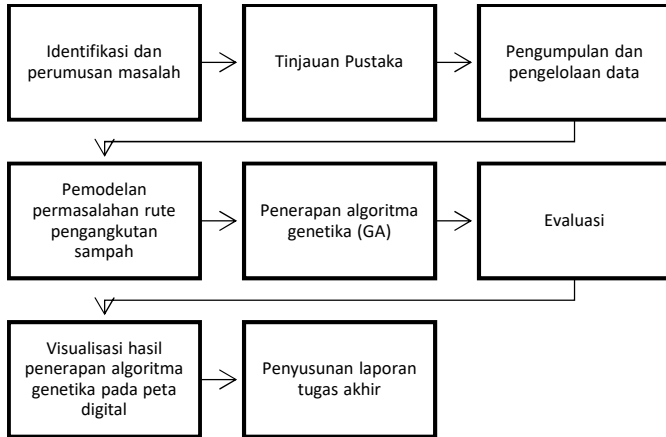 Identifikasi dan
perumusan masalah
Tinjauan Pustaka
Pengumpulan dan
pengelolaan data
Pemodelan
permasalahan rute
pengangkutan
sampah
Penerapan algoritma
genetika (GA)
Evaluasi
Visualisasi hasil
penerapan algoritma
genetika pada peta
digital
Penyusunan laporan
tugas akhir